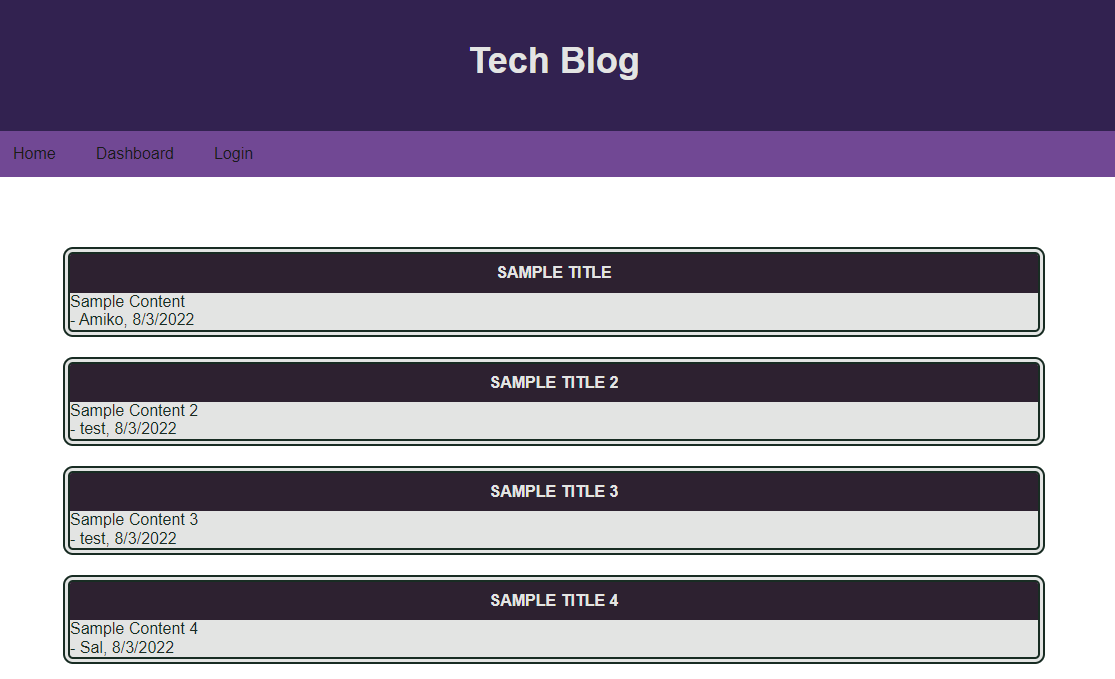 Tech Blog
Home Dashboard Login
SAMPLE TITLE
Sample Content
- Amiko, 8/3/2022
SAMPLE TITLE 2
Sample Content 2
- test, 8/3/2022
SAMPLE TITLE 3
Sample Content 3
- test, 8/3/2022
SAMPLE TITLE 4
Sample Content 4
- Sal, 8/3/2022